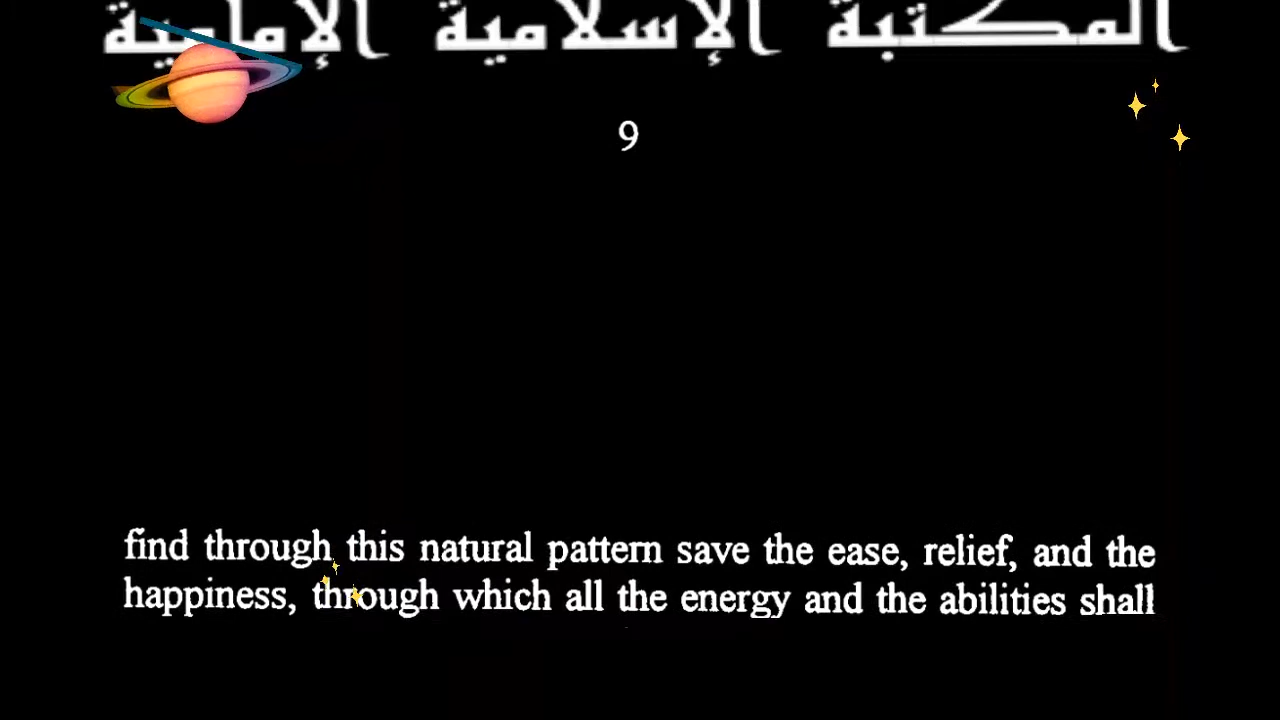 المكتبة الإسلامية الإمامية
9
find through this natural pattern save the ease, relief, and the
happiness, through which all the energy and the abilities shall